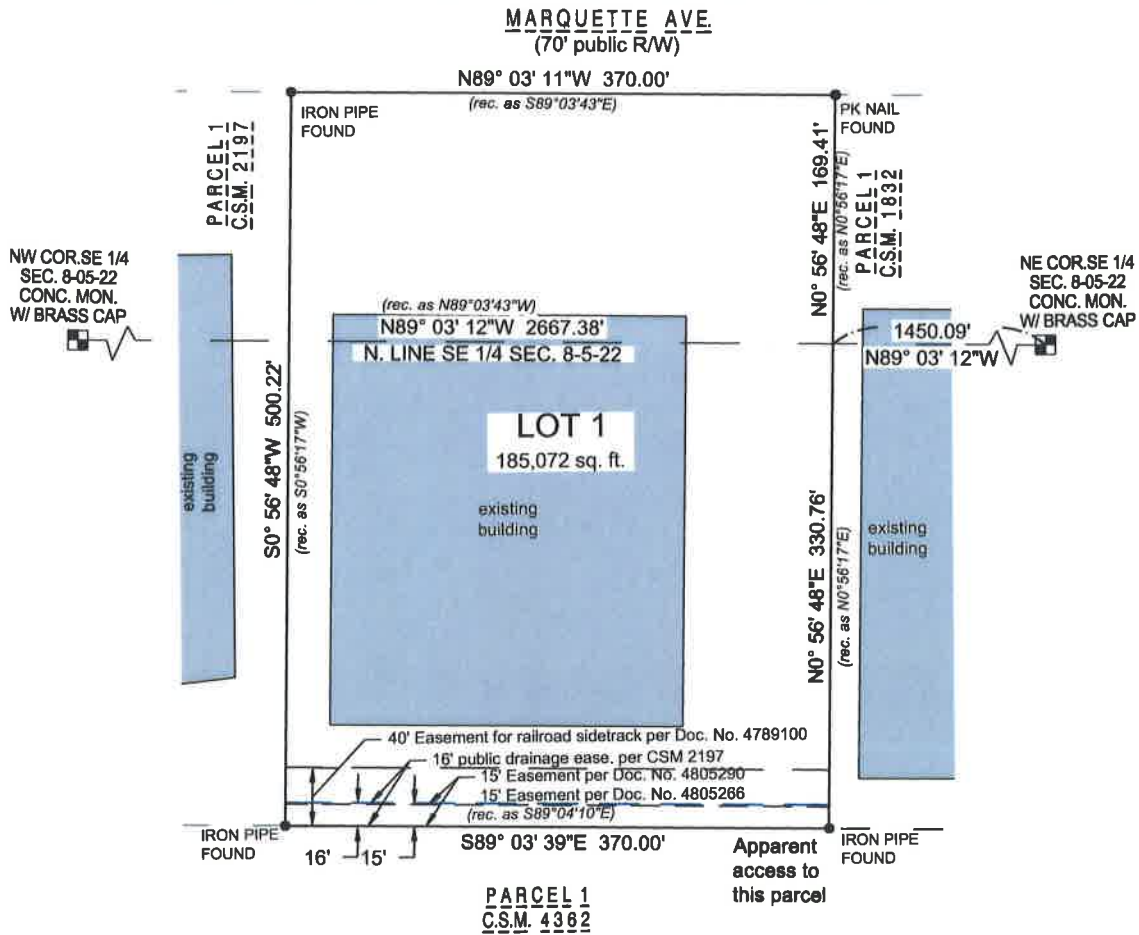 MARQUETTE AVE.
(70' public R/W)
N89° 03' 11"W 370.00'
(rec. as S89°03'43"E)
IRON PIPE
FOUND
PK NAIL
FOUND
PARCEL 1
C.S.M. 2197
N0° 56' 48"E 169.41'
(rec. as N0°56'17"E)
PARCEL 1
C.S.M. 1832
NW COR.SE 1/4
SEC. 8-05-22
CONC. MON.
W/ BRASS CAP
NE COR.SE 1/4
SEC. 8-05-22
CONC. MON.
W/ BRASS CAP
(rec. as N89°03'43"W)
N89° 03' 12"W 2667.38'
N. LINE SE 1/4 SEC. 8-5-22
1450.09'
N89° 03' 12"W
LOT 1
185,072 sq. ft.
existing
building
existing
building
existing
building
S0° 56' 48"W 500.22'
(rec. as S0°56'17"W)
N0° 56' 48"E 330.76'
(rec. as N0°56'17"E)
40' Easement for railroad sidetrack per Doc. No. 4789100
16' public drainage ease. per CSM 2197
15' Easement per Doc. No. 4805290
15' Easement per Doc. No. 4805266
(rec. as S89°04'10"E)
IRON PIPE
FOUND
S89° 03' 39"E 370.00'
16'
15'
Apparent
access to
this parcel
IRON PIPE
FOUND
PARCEL 1
C.S.M. 4362